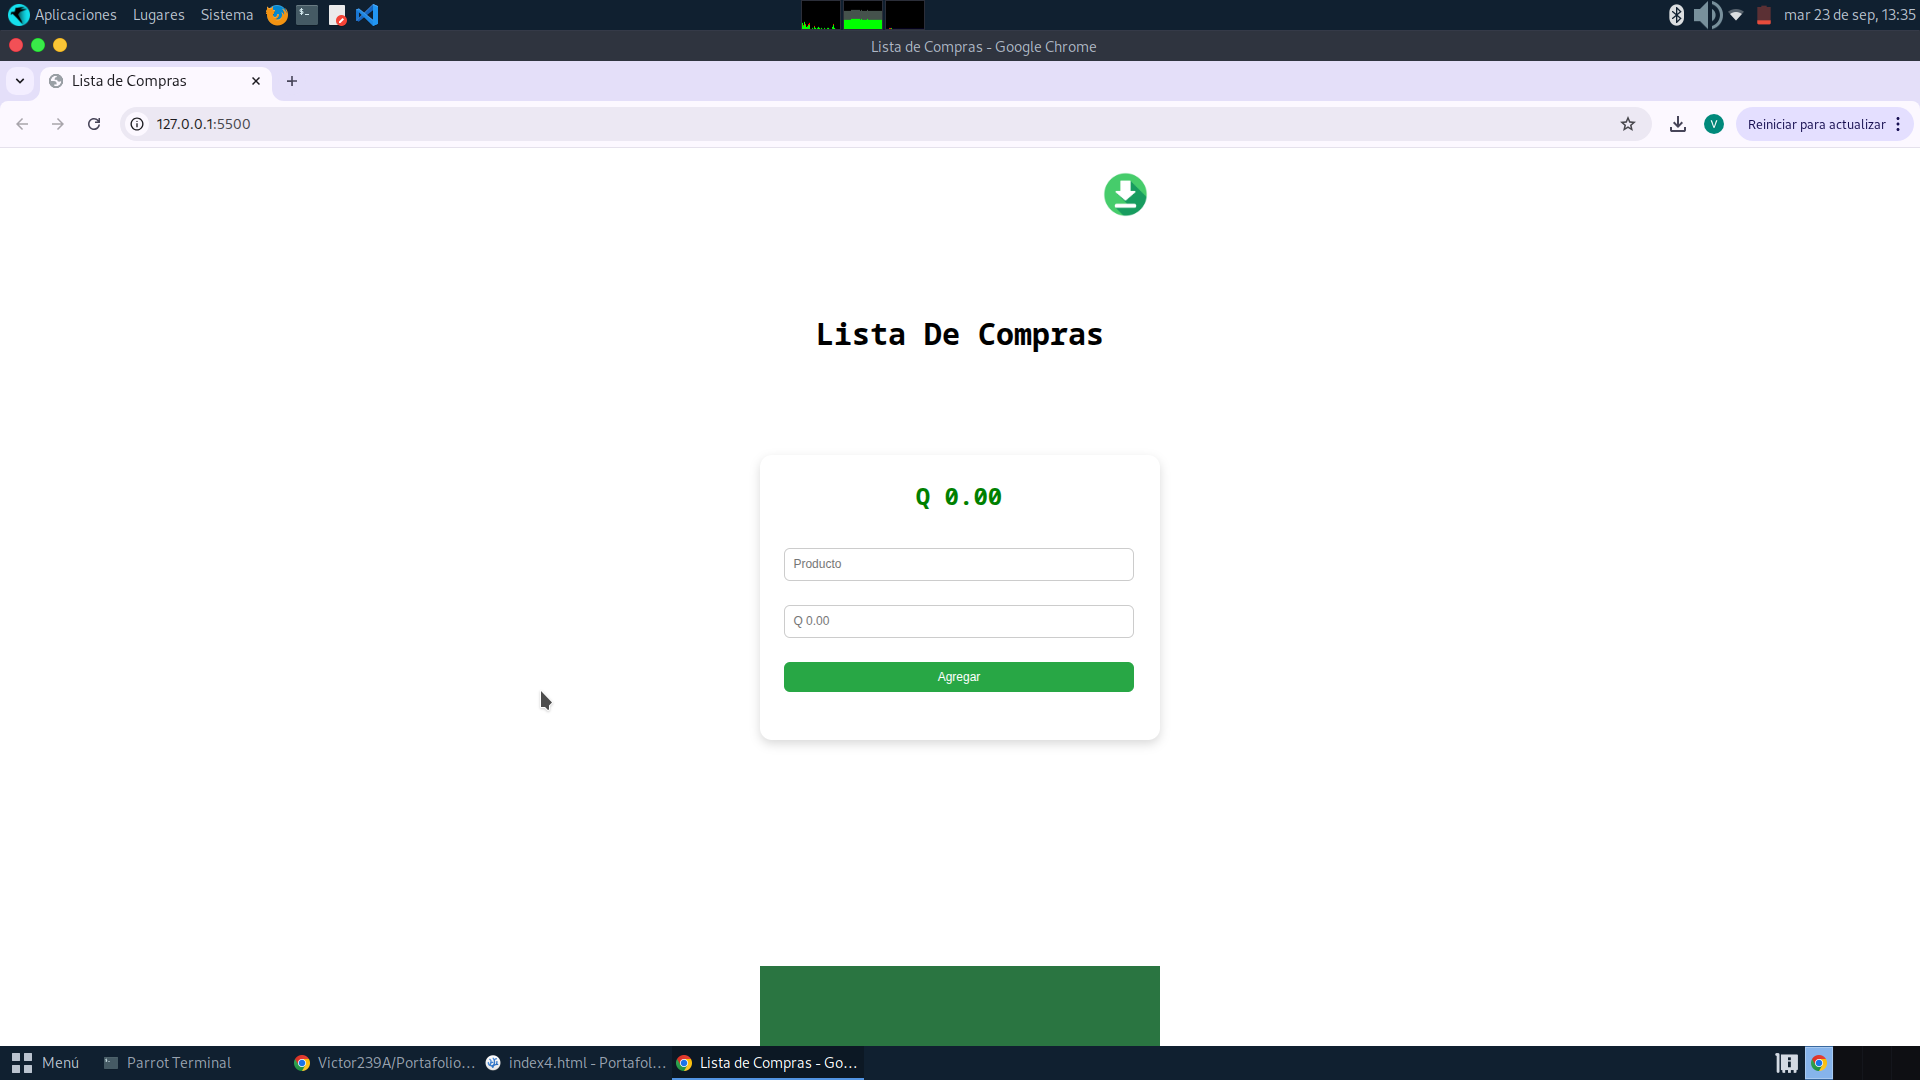 Aplicaciones Lugares Sistema
mar 23 de sep, 13:35
Lista de Compras - Google Chrome
Lista de Compras
127.0.0.1:5500
V
Reiniciar para actualizar
Lista De Compras
Q 0.00
Producto
Q 0.00
Agregar
Menú Parrot Terminal Victor239A/Portafolio... index4.html - Portafol... Lista de Compras - Go...